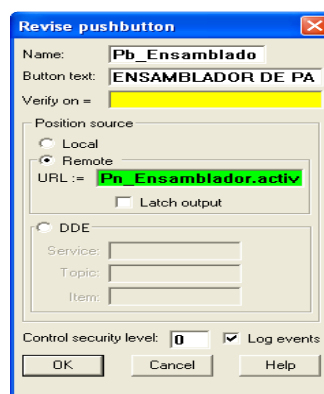 Revise pushbutton
Name: Pb_Ensamblado
Button text: ENSAMBLADOR DE PA
Verify on =
Position source
Local
Remote
URL := Pn_Ensamblador.activ
Latch output
DDE
Service:
Topic:
Item:
Control security level: 0 Log events
OK Cancel Help